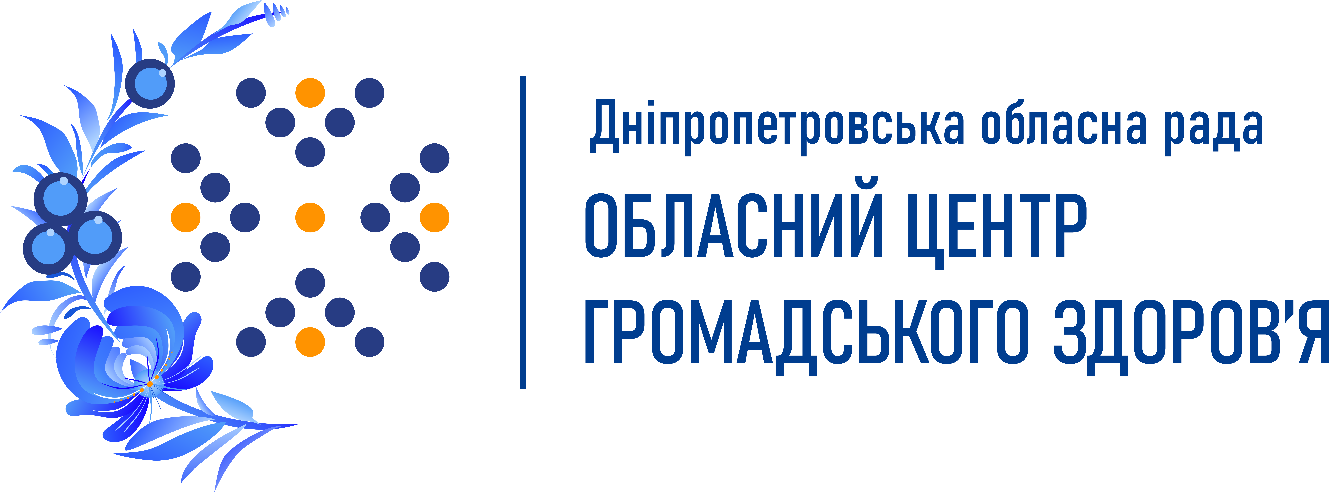 Дніпропетровська обласна рада
ОБЛАСНИЙ ЦЕНТР
ГРОМАДСЬКОГО ЗДОРОВ’Я